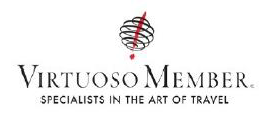 VIRTUOSO MEMBER
SPECIALISTS IN THE ART OF TRAVEL